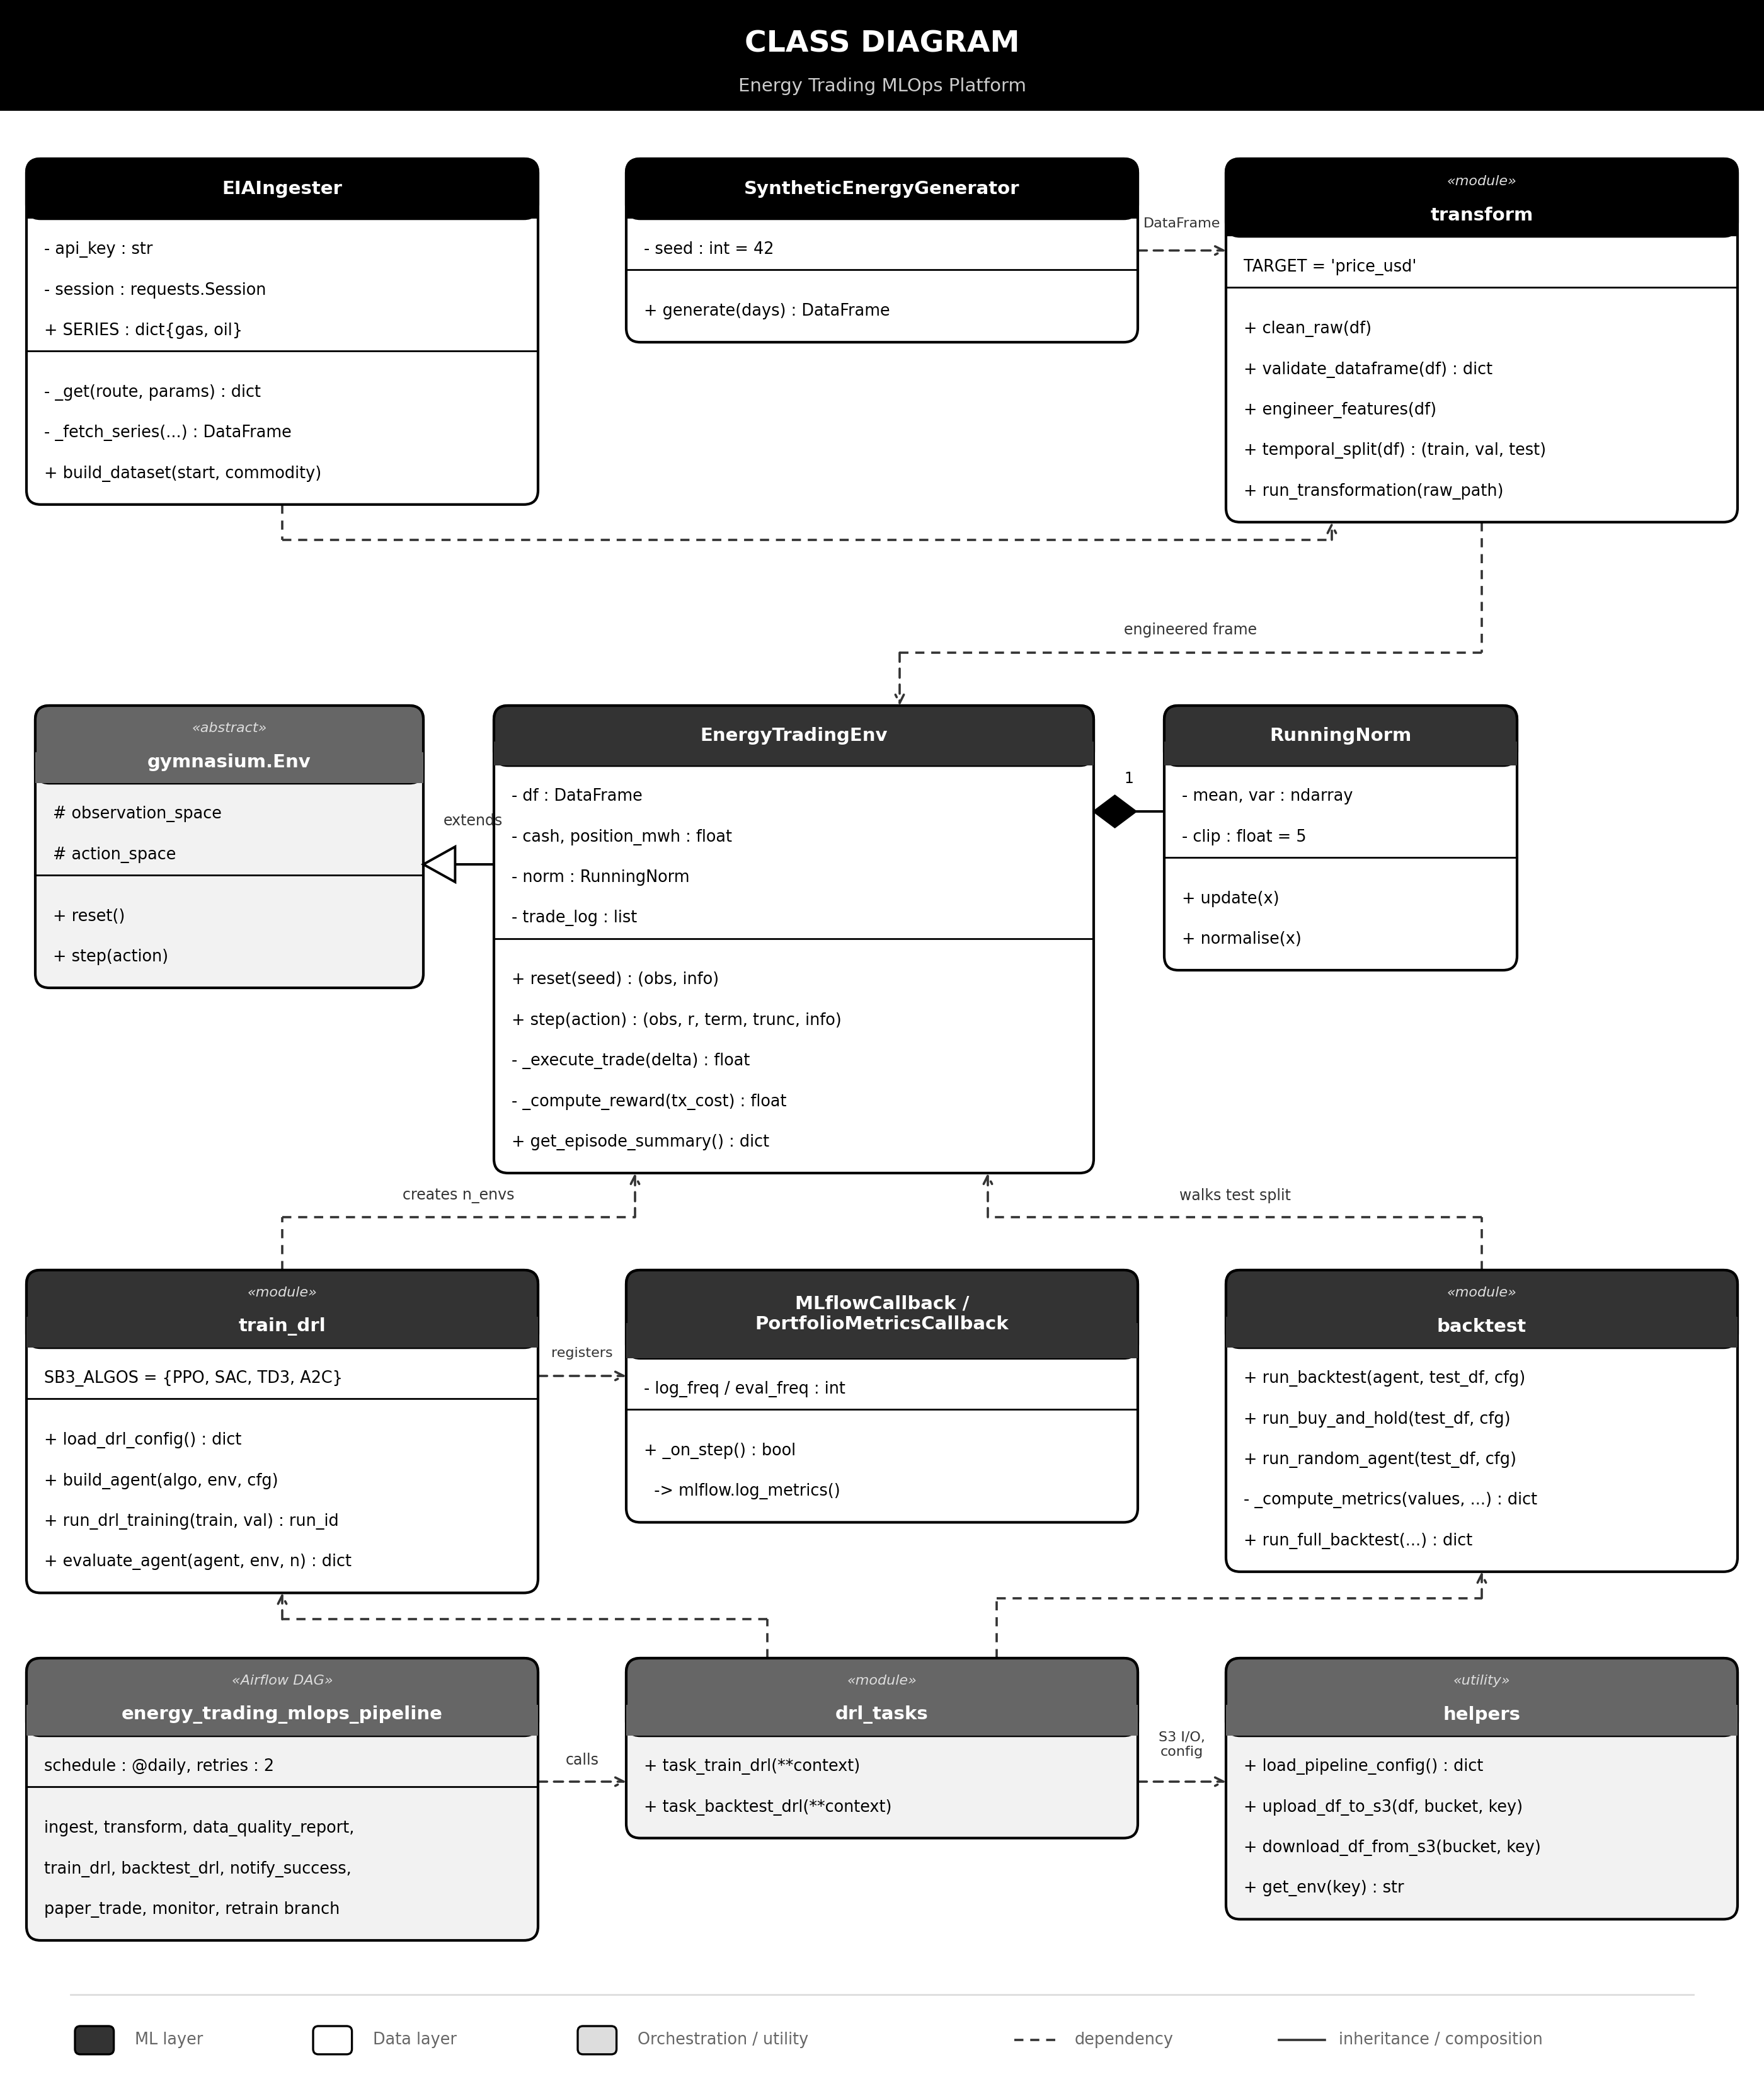 CLASS DIAGRAM
Energy Trading MLOps Platform
EIAIngester
- api_key : str
- session : requests.Session
+ SERIES : dict{gas, oil}
- _get(route, params) : dict
- _fetch_series(...) : DataFrame
+ build_dataset(start, commodity)
SyntheticEnergyGenerator
- seed : int = 42
+ generate(days) : DataFrame
DataFrame
«module»
transform
TARGET = 'price_usd'
+ clean_raw(df)
+ validate_dataframe(df) : dict
+ engineer_features(df)
+ temporal_split(df) : (train, val, test)
+ run_transformation(raw_path)
engineered frame
«abstract»
gymnasium.Env
# observation_space
# action_space
+ reset()
+ step(action)
extends
EnergyTradingEnv
- df : DataFrame
- cash, position_mwh : float
- norm : RunningNorm
- trade_log : list
+ reset(seed) : (obs, info)
+ step(action) : (obs, r, term, trunc, info)
- _execute_trade(delta) : float
- _compute_reward(tx_cost) : float
+ get_episode_summary() : dict
1
RunningNorm
- mean, var : ndarray
- clip : float = 5
+ update(x)
+ normalise(x)
creates n_envs
walks test split
«module»
train_drl
SB3_ALGOS = {PPO, SAC, TD3, A2C}
+ load_drl_config() : dict
+ build_agent(algo, env, cfg)
+ run_drl_training(train, val) : run_id
+ evaluate_agent(agent, env, n) : dict
registers
MLflowCallback /
PortfolioMetricsCallback
- log_freq / eval_freq : int
+ _on_step() : bool
-> mlflow.log_metrics()
«module»
backtest
+ run_backtest(agent, test_df, cfg)
+ run_buy_and_hold(test_df, cfg)
+ run_random_agent(test_df, cfg)
- _compute_metrics(values, ...) : dict
+ run_full_backtest(...) : dict
«Airflow DAG»
energy_trading_mlops_pipeline
schedule : @daily, retries : 2
ingest, transform, data_quality_report,
train_drl, backtest_drl, notify_success,
paper_trade, monitor, retrain branch
calls
«module»
drl_tasks
+ task_train_drl(**context)
+ task_backtest_drl(**context)
S3 I/O,
config
«utility»
helpers
+ load_pipeline_config() : dict
+ upload_df_to_s3(df, bucket, key)
+ download_df_from_s3(bucket, key)
+ get_env(key) : str
ML layer
Data layer
Orchestration / utility
dependency
inheritance / composition